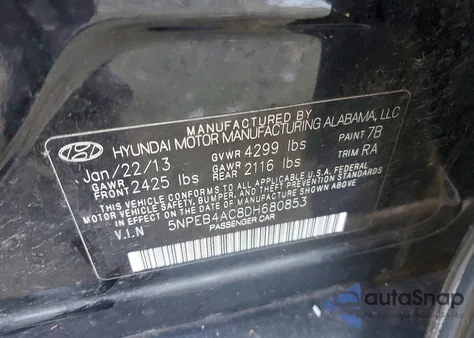 MANUFACTURED BY
HYUNDAI MOTOR MANUFACTURING ALABAMA, LLC
Jan/22/13 GVWR 4299 lbs PAINT 7B
GAWR FRONT 2425 lbs GAWR REAR 2116 lbs TRIM RA
THIS VEHICLE CONFORMS TO ALL APPLICABLE U.S.A FEDERAL
MOTOR VEHICLE SAFETY, BUMPER, AND THEFT PREVENTION
STANDARDS IN EFFECT ON THE DATE OF MANUFACTURE SHOWN ABOVE.
V.I.N 5NPEB4AC8DH680853
PASSENGER CAR
autoSnap